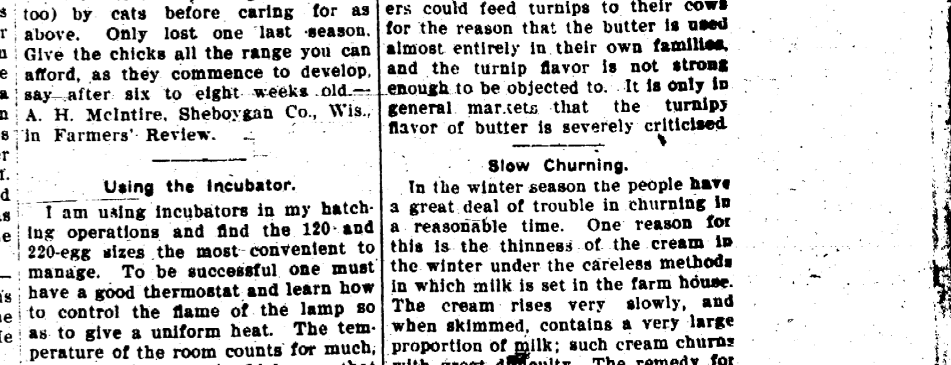 too) by cats before caring for as
above. Only lost one last season.
Give the chicks all the range you can
afford, as they commence to develop,
say after six to eight weeks old.—
A. H. McIntire, Sheboygan Co., Wis.,
in Farmers' Review.
Using the Incubator.
I am using incubators in my hatch-
ing operations and find the 120- and
220-egg sizes the most convenient to
manage. To be successful one must
have a good thermostat and learn how
to control the flame of the lamp so
as to give a uniform heat. The tem-
perature of the room counts for much,
ers could feed turnips to their cows
for the reason that the butter is used
almost entirely in their own families,
and the turnip flavor is not strong
enough to be objected to. It is only in
general markets that the turnipy
flavor of butter is severely criticised
Slow Churning.
In the winter season the people have
a great deal of trouble in churning in
a reasonable time. One reason for
this is the thinness of the cream in
the winter under the careless methods
in which milk is set in the farm house.
The cream rises very slowly, and
when skimmed, contains a very large
proportion of milk; such cream churns
with great difficulty. The remedy for